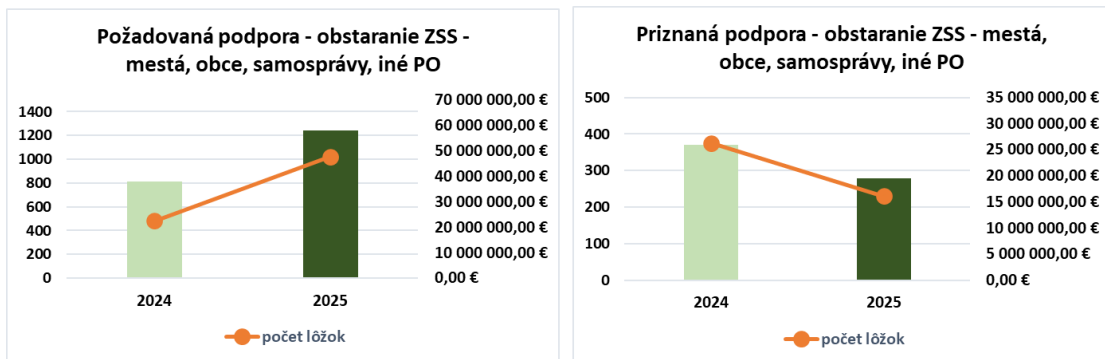 Požadovaná podpora - obstaranie ZSS -
mestá, obce, samosprávy, iné PO
1400
1200
1000
800
600
400
200
0
70 000 000,00 €
60 000 000,00 €
50 000 000,00 €
40 000 000,00 €
30 000 000,00 €
20 000 000,00 €
10 000 000,00 €
0,00 €
2024
2025
počet lôžok
Priznaná podpora - obstaranie ZSS - mestá,
obce, samosprávy, iné PO
500
400
300
200
100
0
35 000 000,00 €
30 000 000,00 €
25 000 000,00 €
20 000 000,00 €
15 000 000,00 €
10 000 000,00 €
5 000 000,00 €
0,00 €
2024
2025
počet lôžok